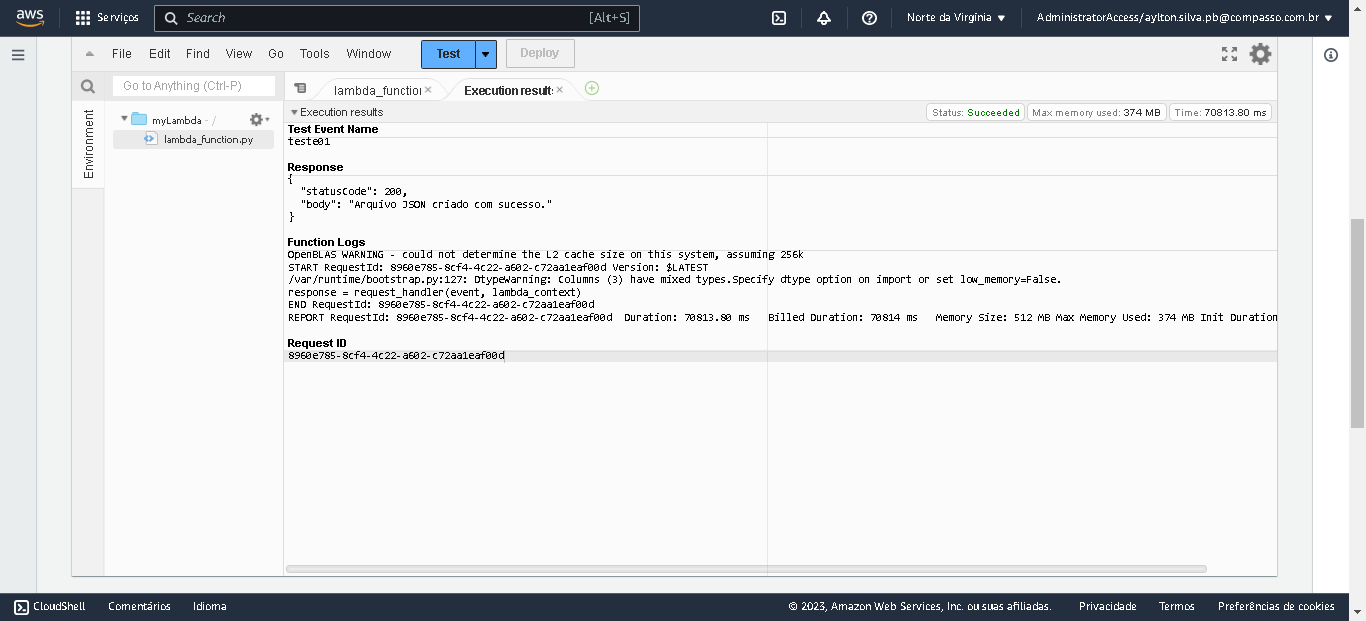 aws Serviços Search [Alt+S] Norte da Virgínia AdministratorAccess/aylton.silva.pb@compasso.com.br
File Edit Find View Go Tools Window Test Deploy
Go to Anything (Ctrl-P) lambda_function Execution results
Environment
myLambda - /
lambda_function.py
Execution results Status: Succeeded Max memory used: 374 MB Time: 70813.80 ms
Test Event Name
teste01
Response
{
"statusCode": 200,
"body": "Arquivo JSON criado com sucesso."
}
Function Logs
OpenBLAS WARNING - could not determine the L2 cache size on this system, assuming 256k
START RequestId: 8960e785-8cf4-4c22-a602-c72aa1eaf00d Version: $LATEST
/var/runtime/bootstrap.py:127: DtypeWarning: Columns (3) have mixed types.Specify dtype option on import or set low_memory=False.
response = request_handler(event, lambda_context)
END RequestId: 8960e785-8cf4-4c22-a602-c72aa1eaf00d
REPORT RequestId: 8960e785-8cf4-4c22-a602-c72aa1eaf00d Duration: 70813.80 ms Billed Duration: 70814 ms Memory Size: 512 MB Max Memory Used: 374 MB Init Duration
Request ID
8960e785-8cf4-4c22-a602-c72aa1eaf00d
CloudShell Comentários Idioma © 2023, Amazon Web Services, Inc. ou suas afiliadas. Privacidade Termos Preferências de cookies